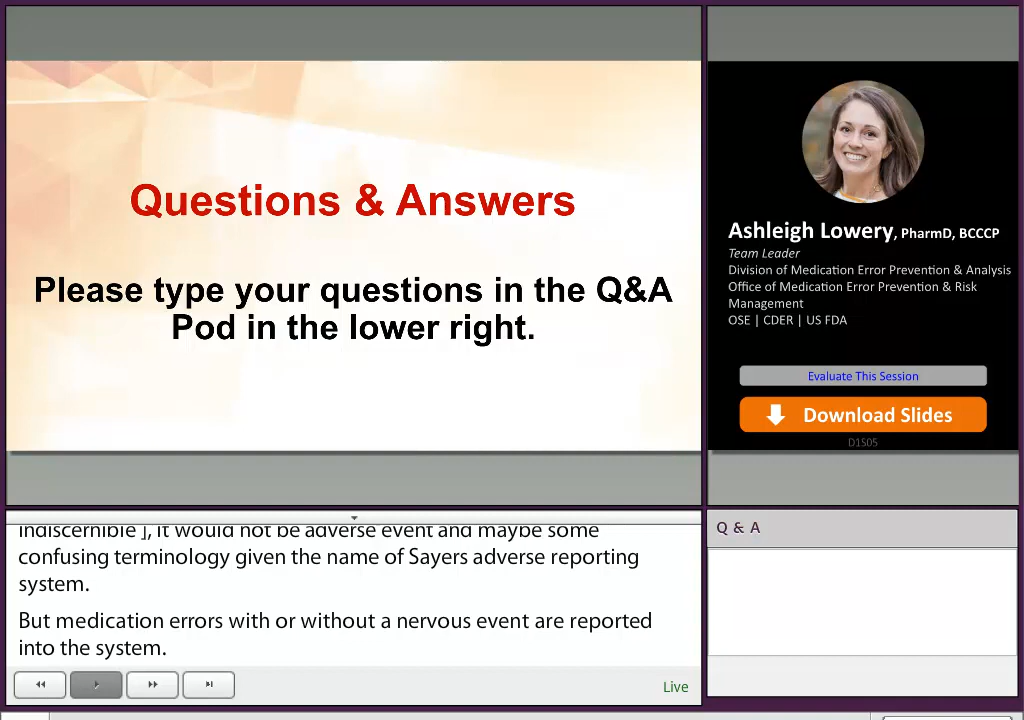 Questions & Answers
Please type your questions in the Q&A
Pod in the lower right.
Ashleigh Lowery, PharmD, BCCCP
Team Leader
Division of Medication Error Prevention & Analysis
Office of Medication Error Prevention & Risk
Management
OSE | CDER | US FDA
Evaluate This Session
Download Slides
D1S05
indiscernible ], it would not be adverse event and maybe some
confusing terminology given the name of Sayers adverse reporting
system.
But medication errors with or without a nervous event are reported
into the system.
Live
Q & A